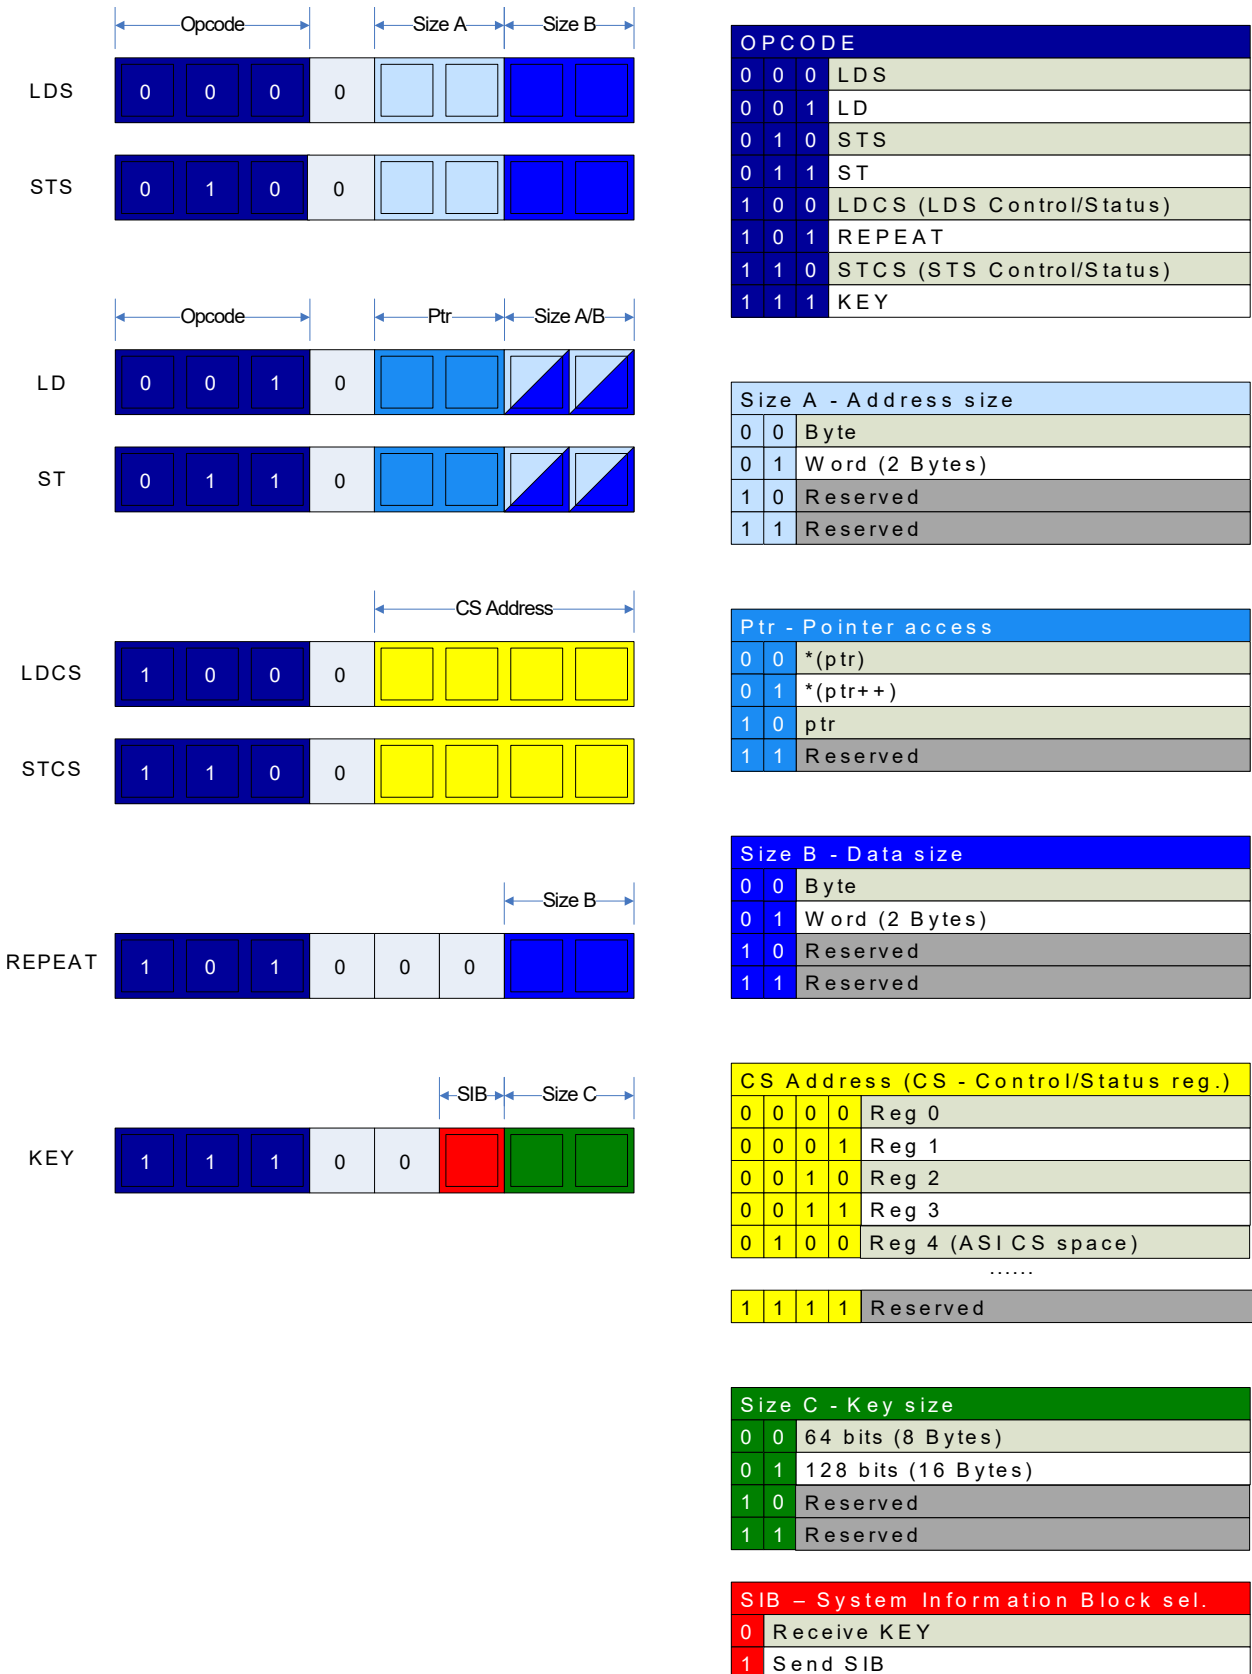 Opcode Size A Size B
LDS 0 0 0 0
STS 0 1 0 0
Opcode Ptr Size A/B
LD 0 0 1 0
ST 0 1 1 0
CS Address
LDCS 1 0 0 0
STCS 1 1 0 0
Size B
REPEAT 1 0 1 0 0 0
SIB Size C
KEY 1 1 1 0 0
OPCODE
0 0 0 LDS
0 0 1 LD
0 1 0 STS
0 1 1 ST
1 0 0 LDCS (LDS Control/Status)
1 0 1 REPEAT
1 1 0 STCS (STS Control/Status)
1 1 1 KEY
Size A - Address size
0 0 Byte
0 1 Word (2 Bytes)
1 0 Reserved
1 1 Reserved
Ptr - Pointer access
0 0 *(ptr)
0 1 *(ptr++)
1 0 ptr
1 1 Reserved
Size B - Data size
0 0 Byte
0 1 Word (2 Bytes)
1 0 Reserved
1 1 Reserved
CS Address (CS - Control/Status reg.)
0 0 0 0 Reg 0
0 0 0 1 Reg 1
0 0 1 0 Reg 2
0 0 1 1 Reg 3
0 1 0 0 Reg 4 (ASI CS space)
......
1 1 1 1 Reserved
Size C - Key size
0 0 64 bits (8 Bytes)
0 1 128 bits (16 Bytes)
1 0 Reserved
1 1 Reserved
SIB – System Information Block sel.
0 Receive KEY
1 Send SIB